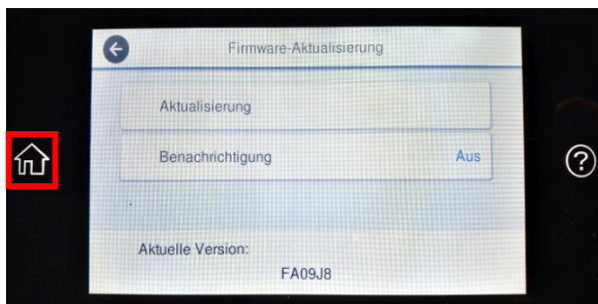 Firmware-Aktualisierung
Aktualisierung
Benachrichtigung Aus
Aktuelle Version:
FA09J8
?